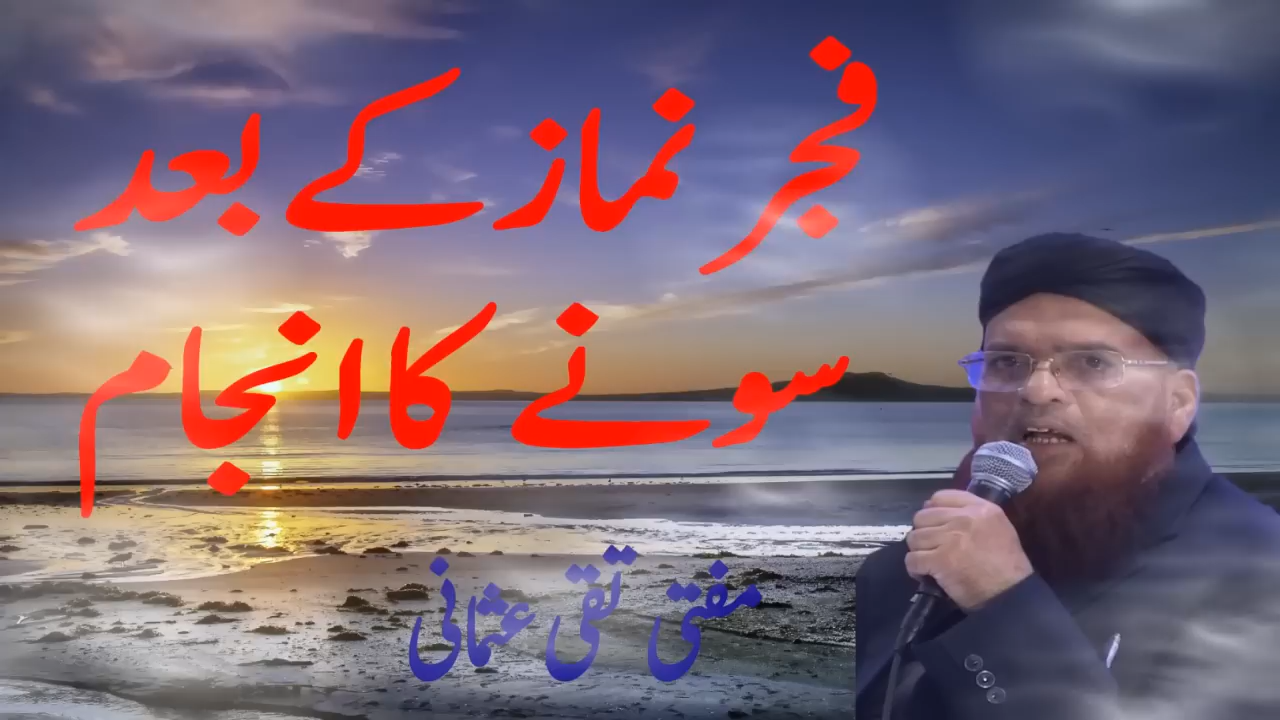 فجر نماز کے بعد
سونے کا انجام
مفتی تقی عثمانی